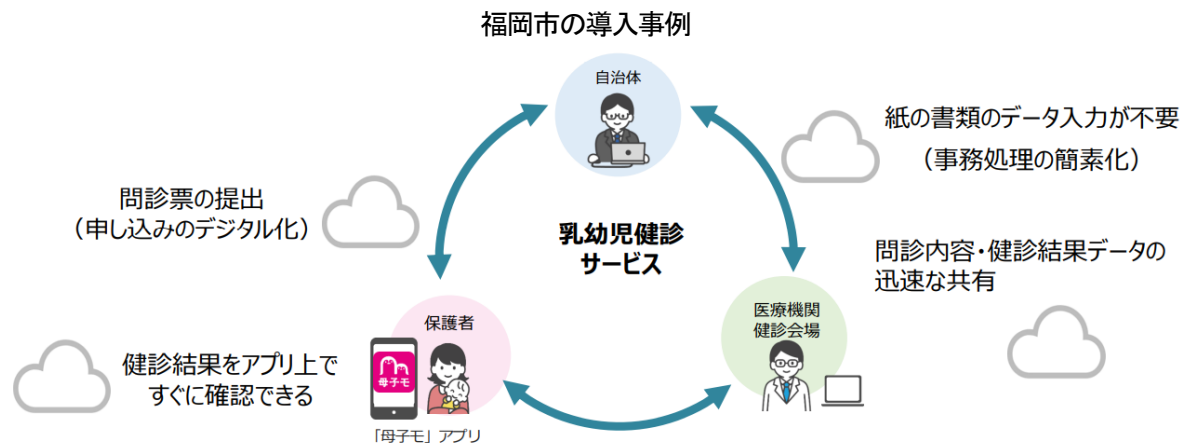 福岡市の導入事例
自治体
紙の書類のデータ入力が不要
（事務処理の簡素化）
問診票の提出
（申し込みのデジタル化）
乳幼児健診
サービス
問診内容・健診結果データの
迅速な共有
保護者
医療機関
健診会場
健診結果をアプリ上で
すぐに確認できる
母子モ
「母子モ」アプリ